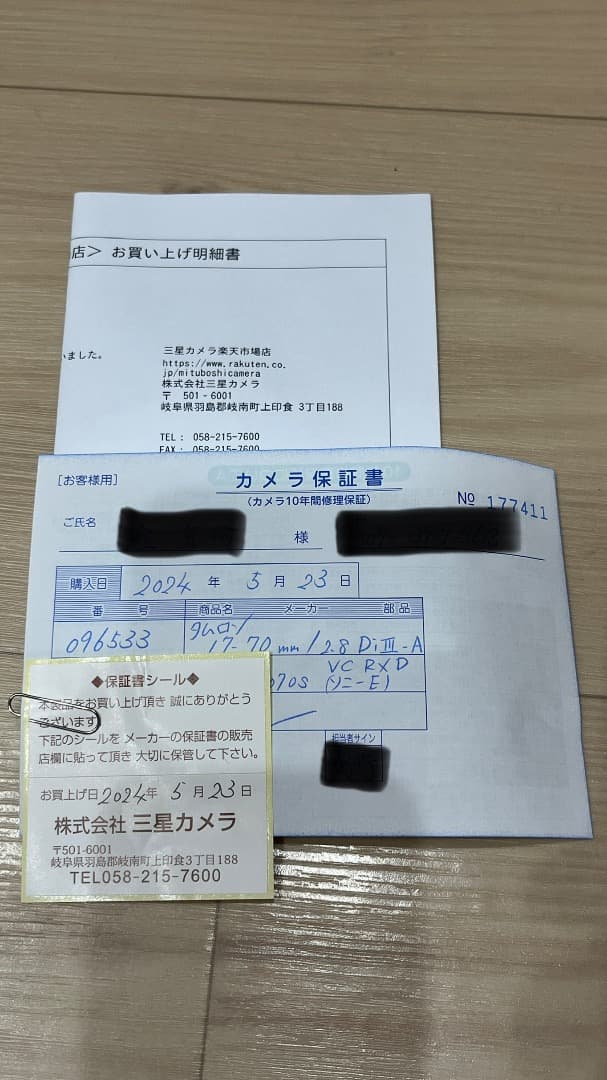 店＞ お買い上げ明細書
いました。
三星カメラ楽天市場店
https://www.rakuten.co.
jp/mituboshicamera
株式会社三星カメラ
〒 501-6001
岐阜県羽島郡岐南町上印食 3丁目188
TEL : 058-215-7600
FAX : 058-215-7600
[お客様用]
カメラ保証書
(カメラ10年間修理保証)
№ 177411
ご氏名
様
購入日 2024 年 5 月 23 日
番 号 商品名 メーカー 部品
096533 タムロン
17-70mm/2.8 DiⅢ-A
VC RXD
070S (ソニーE)
担当者サイン
◆保証書シール◆
本製品をお買い上げ頂き 誠にありがとう
ございます
下記のシールを メーカーの保証書の販売
店欄に貼って頂き 大切に保管して下さい。
お買上げ日 2024年 5 月 23 日
株式会社 三星カメラ
〒501-6001
岐阜県羽島郡岐南町上印食3丁目188
TEL058-215-7600